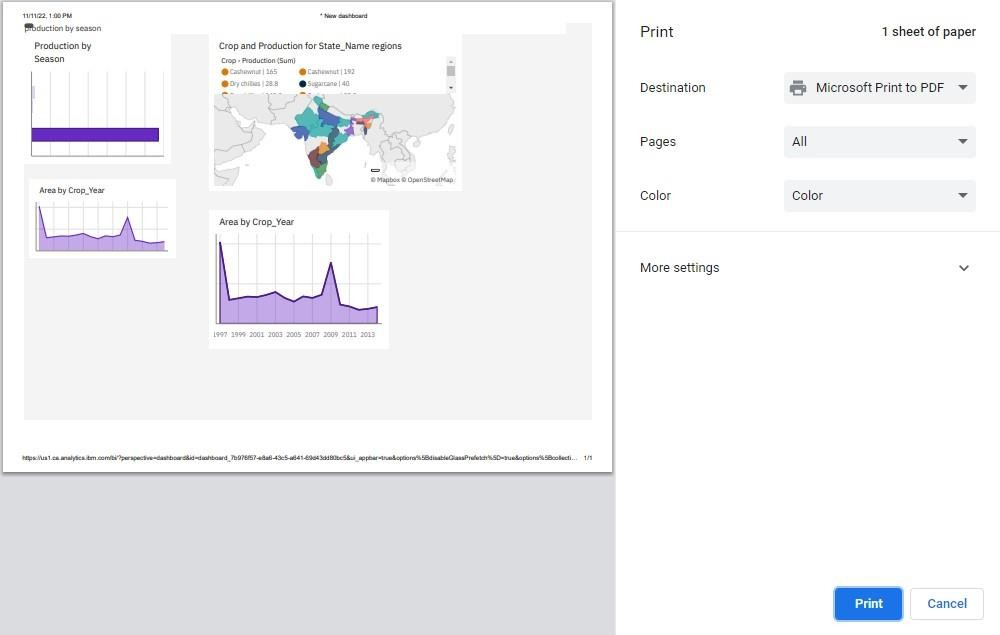 11/11/22, 1:00 PM
* New dashboard
production by season
Production by
Season
Crop and Production for State_Name regions
Crop - Production (Sum)
Cashewnut | 165
Cashewnut | 192
Dry chillies | 28.8
Sugarcane | 40
© Mapbox © OpenStreetMap
Area by Crop_Year
Area by Crop_Year
1997 1999 2001 2003 2005 2007 2009 2011 2013
https://us1.ca.analytics.ibm.com/bi/?perspective=dashboard&id=dashboard_7b976f57-e8a6-43c5-a641-69d43dd80bc5&ui_appbar=true&options%5BdisableGlassPrefetch%5D=true&options%5Bcollecti…
1/1
Print
1 sheet of paper
Destination
Microsoft Print to PDF
Pages
All
Color
Color
More settings
Print
Cancel